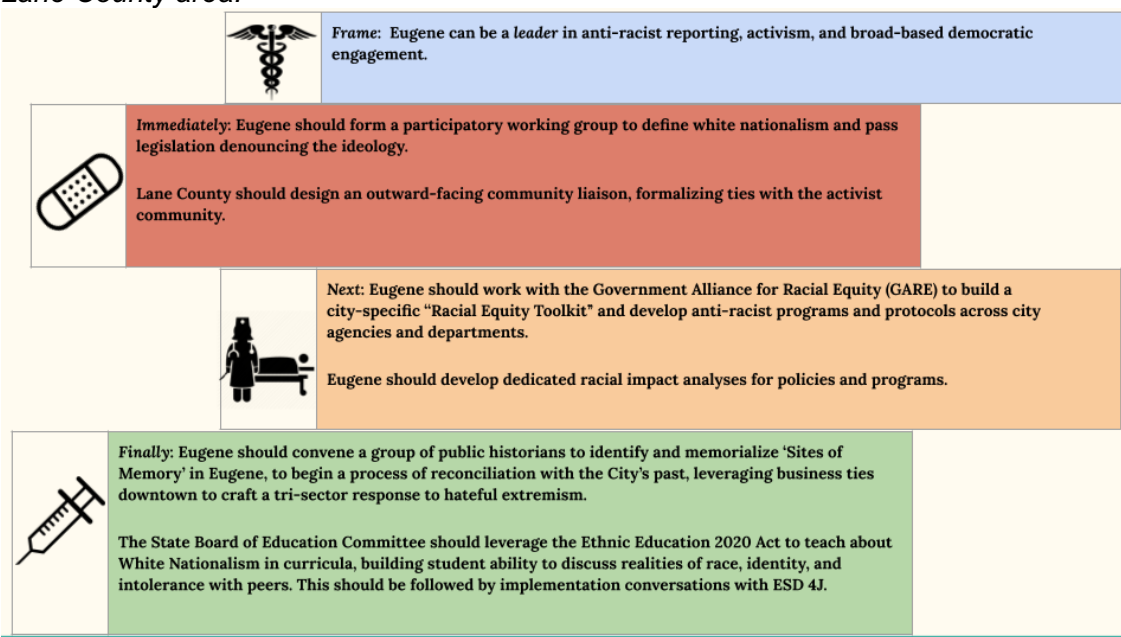 Lane County area.
Frame: Eugene can be a leader in anti-racist reporting, activism, and broad-based democratic
engagement.
Immediately: Eugene should form a participatory working group to define white nationalism and pass
legislation denouncing the ideology.
Lane County should design an outward-facing community liaison, formalizing ties with the activist
community.
Next: Eugene should work with the Government Alliance for Racial Equity (GARE) to build a
city-specific “Racial Equity Toolkit” and develop anti-racist programs and protocols across city
agencies and departments.
Eugene should develop dedicated racial impact analyses for policies and programs.
Finally: Eugene should convene a group of public historians to identify and memorialize ‘Sites of
Memory’ in Eugene, to begin a process of reconciliation with the City’s past, leveraging business ties
downtown to craft a tri-sector response to hateful extremism.
The State Board of Education Committee should leverage the Ethnic Education 2020 Act to teach about
White Nationalism in curricula, building student ability to discuss realities of race, identity, and
intolerance with peers. This should be followed by implementation conversations with ESD 4J.